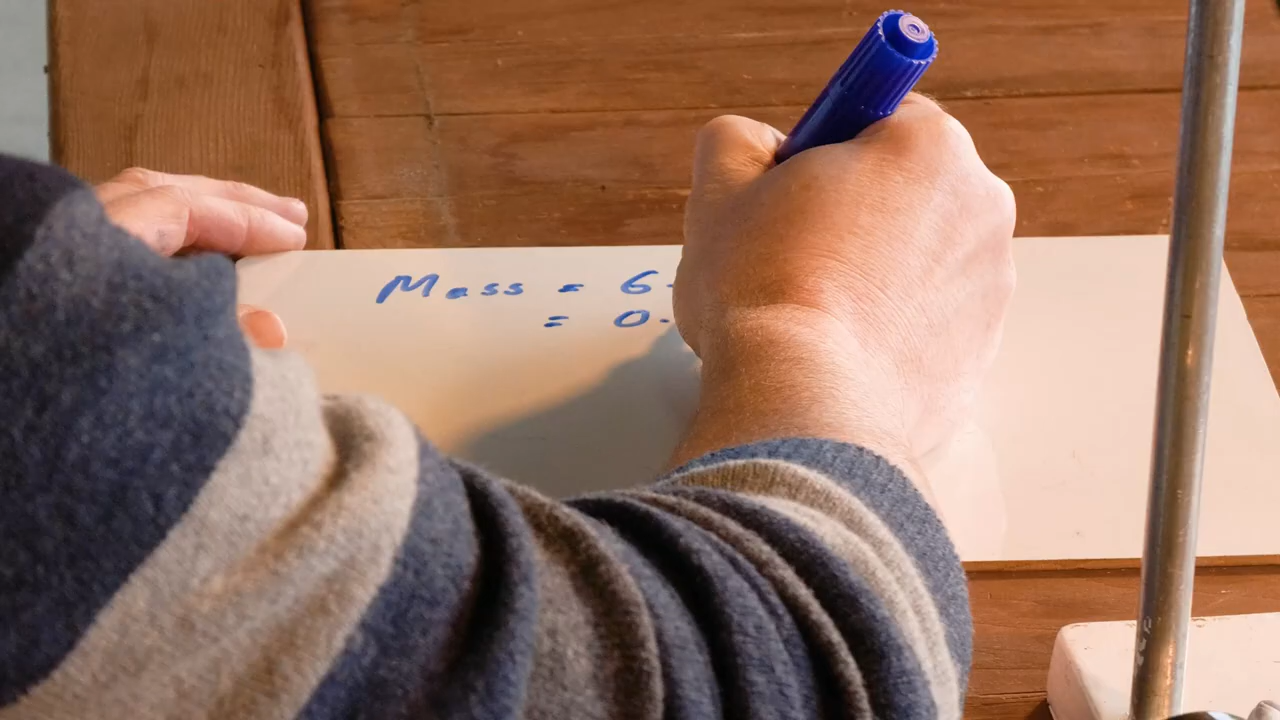 Mass = 6.
= 0.